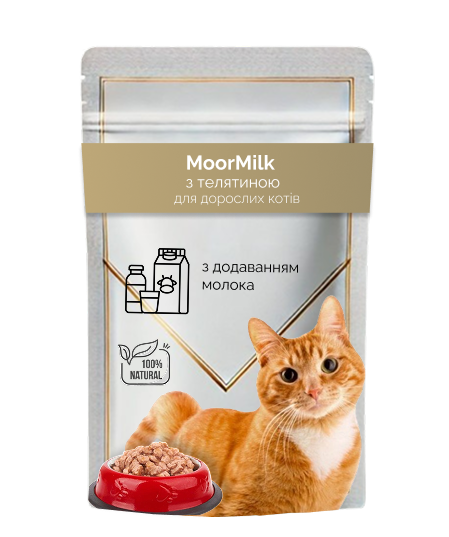 MoorMilk
з телятиною
для дорослих котів
з додаванням
молока
100%
NATURAL